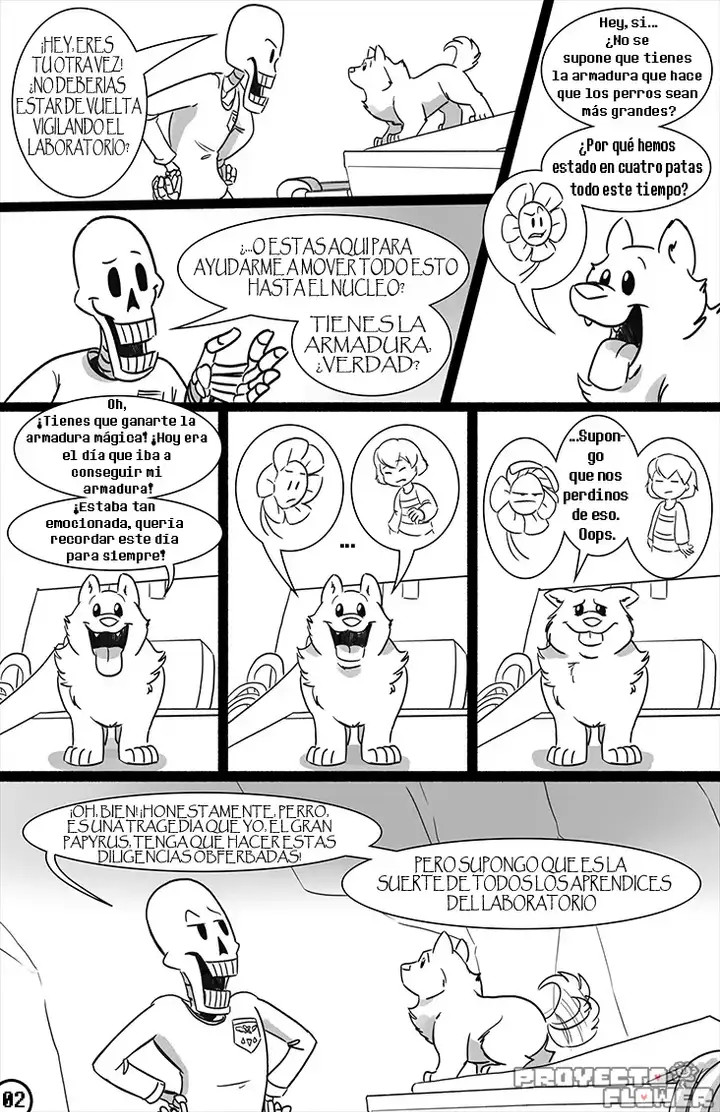 ¡HEY, ERES
TU OTRA VEZ!
¿NO DEBERIAS
ESTAR DE VUELTA
VIGILANDO EL
LABORATORIO?
Hey, si...
¿No se
supone que tienes
la armadura que hace
que los perros sean
más grandes?
¿Por qué hemos
estado en cuatro patas
todo este tiempo?
¿...O ESTAS AQUI PARA
AYUDARME A MOVER TODO ESTO
HASTA EL NUCLEO?
TIENES LA
ARMADURA,
¿VERDAD?
Oh,
¡Tienes que ganarte la
armadura mágica! ¡Hoy era
el día que iba a
conseguir mi
armadura!
¡Estaba tan
emocionada, quería
recordar este día
para siempre!
...
...Supon-
go
que nos
perdinos
de eso.
Oops.
¡OH, BIEN! ¡HONESTAMENTE, PERRO,
ES UNA TRAGEDIA QUE YO, EL GRAN
PAPYRUS, TENGA QUE HACER ESTAS
DILIGENCIAS OBFERBADAS!
PERO SUPONGO QUE ES LA
SUERTE DE TODOS LOS APRENDICES
DEL LABORATORIO
02
PROYECTO
FLOWER